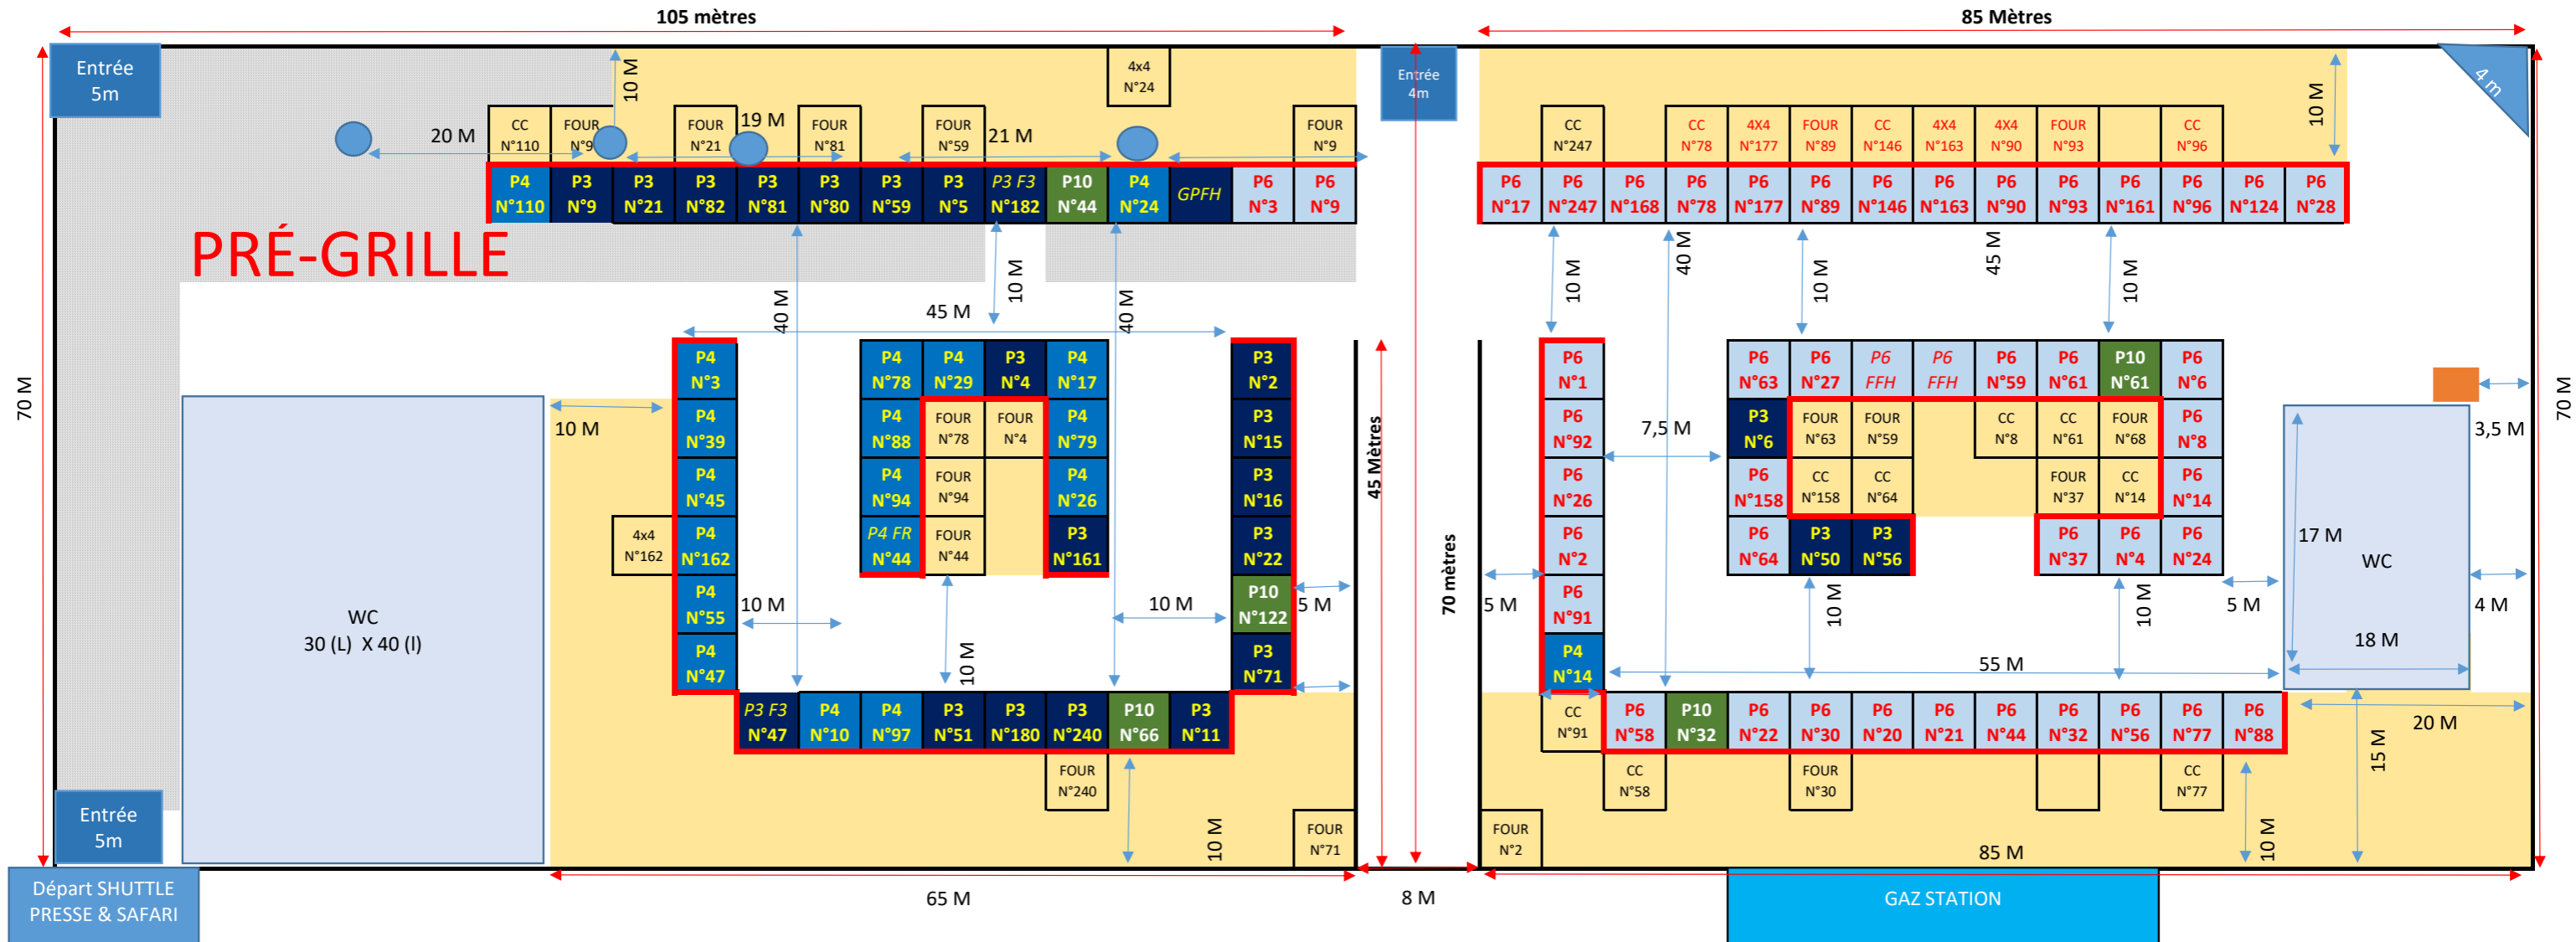 105 mètres
85 Mètres
Entrée
5m
10 M
4x4
N°24
Entrée
4m
10 M
4 m
20 M
CC
N°110
FOUR
N°9
FOUR
N°21
19 M
FOUR
N°81
FOUR
N°59
21 M
FOUR
N°9
CC
N°247
CC
N°78
4X4
N°177
FOUR
N°89
CC
N°146
4X4
N°163
4X4
N°90
FOUR
N°93
CC
N°96
P4
N°110
P3
N°9
P3
N°21
P3
N°82
P3
N°81
P3
N°80
P3
N°59
P3
N°5
P3 F3
N°182
P10
N°44
P4
N°24
GPFH
P6
N°3
P6
N°9
P6
N°17
P6
N°247
P6
N°168
P6
N°78
P6
N°177
P6
N°89
P6
N°146
P6
N°163
P6
N°90
P6
N°93
P6
N°161
P6
N°96
P6
N°124
P6
N°28
PRÉ-GRILLE
40 M
10 M
40 M
45 M
10 M
40 M
10 M
45 M
10 M
70 M
70 M
P4
N°3
P4
N°39
P4
N°45
P4
N°162
P4
N°55
P4
N°47
4x4
N°162
10 M
P4
N°78
P4
N°29
P3
N°4
P4
N°17
P4
N°88
FOUR
N°78
FOUR
N°4
P4
N°79
P4
N°94
FOUR
N°94
P4
N°26
P4 FR
N°44
FOUR
N°44
P3
N°161
P3
N°2
P3
N°15
P3
N°16
P3
N°22
P10
N°122
P3
N°71
10 M
10 M
10 M
5 M
45 Mètres
70 mètres
5 M
WC
30 (L)  X 40 (l)
P3 F3
N°47
P4
N°10
P4
N°97
P3
N°51
P3
N°180
P3
N°240
P10
N°66
P3
N°11
FOUR
N°240
10 M
FOUR
N°71
P6
N°1
P6
N°92
P6
N°26
P6
N°2
P6
N°91
P4
N°14
7,5 M
P6
N°63
P6
N°27
P6
FFH
P6
FFH
P6
N°59
P6
N°61
P10
N°61
P6
N°6
P3
N°6
FOUR
N°63
FOUR
N°59
CC
N°8
CC
N°61
FOUR
N°68
P6
N°8
P6
N°158
CC
N°158
CC
N°64
FOUR
N°37
CC
N°14
P6
N°14
P6
N°64
P3
N°50
P3
N°56
P6
N°37
P6
N°4
P6
N°24
10 M
10 M
5 M
3,5 M
17 M
WC
18 M
4 M
55 M
CC
N°91
P6
N°58
P10
N°32
P6
N°22
P6
N°30
P6
N°20
P6
N°21
P6
N°44
P6
N°32
P6
N°56
P6
N°77
P6
N°88
20 M
15 M
CC
N°58
FOUR
N°30
CC
N°77
FOUR
N°2
85 M
10 M
Entrée
5m
Départ SHUTTLE
PRESSE & SAFARI
65 M
8 M
GAZ STATION